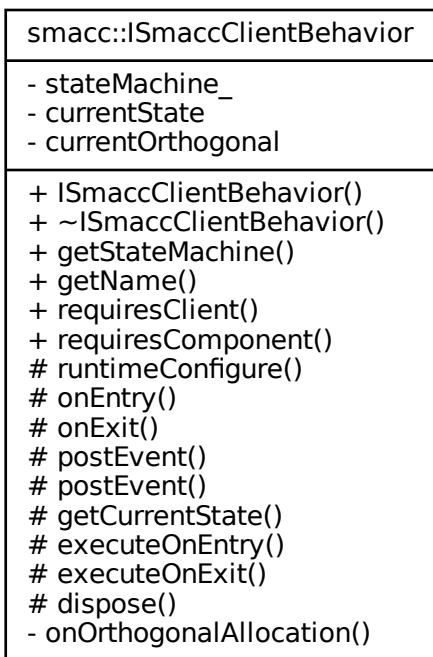 smacc::ISmaccClientBehavior
- stateMachine_
- currentState
- currentOrthogonal
+ ISmaccClientBehavior()
+ ~ISmaccClientBehavior()
+ getStateMachine()
+ getName()
+ requiresClient()
+ requiresComponent()
# runtimeConfigure()
# onEntry()
# onExit()
# postEvent()
# postEvent()
# getCurrentState()
# executeOnEntry()
# executeOnExit()
# dispose()
- onOrthogonalAllocation()